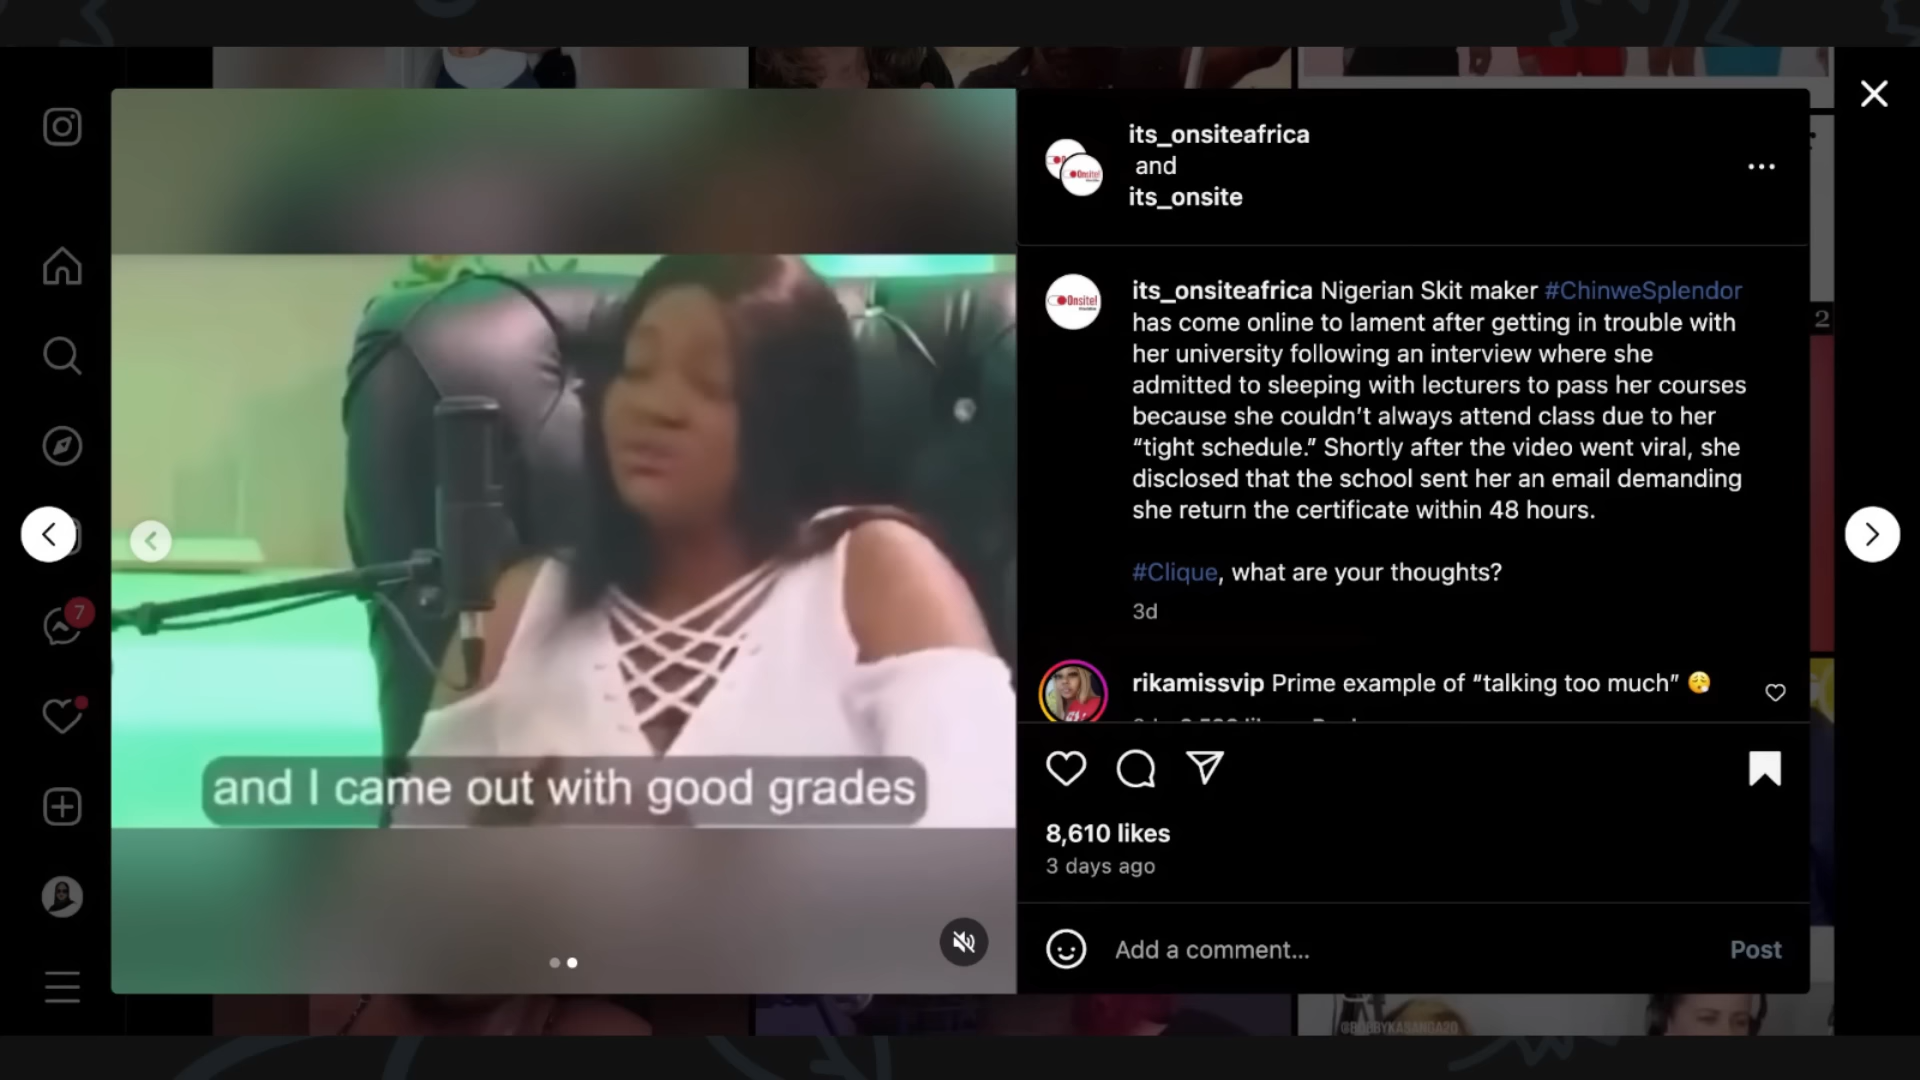 its_onsiteafrica
and
its_onsite
Onsite!
its_onsiteafrica Nigerian Skit maker #ChinweSplendor
has come online to lament after getting in trouble with
her university following an interview where she
admitted to sleeping with lecturers to pass her courses
because she couldn't always attend class due to her
“tight schedule.” Shortly after the video went viral, she
disclosed that the school sent her an email demanding
she return the certificate within 48 hours.
#Clique, what are your thoughts?
3d
rikamissvip Prime example of “talking too much” 😮‍💨
7
and I came out with good grades
8,610 likes
3 days ago
Add a comment...
Post
2
@BOBBYKASANGA20